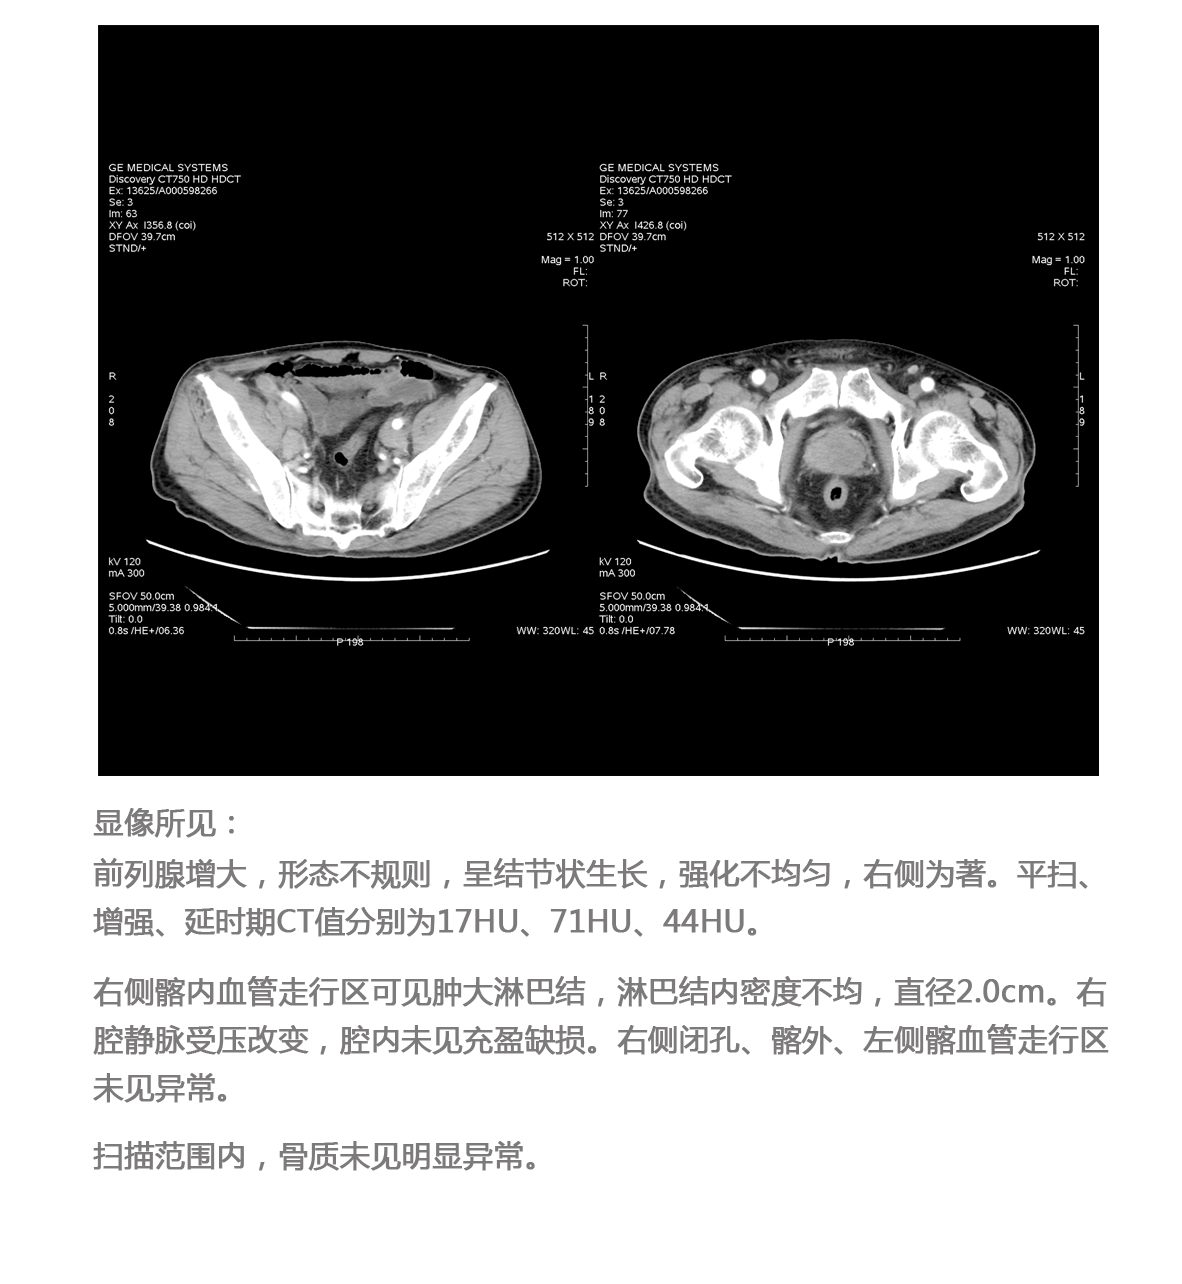 GE MEDICAL SYSTEMS
Discovery CT750 HD HDCT
Ex: 13625/A000598266
Se: 3
Im: 63
XY Ax I356.8 (coi)
DFOV 39.7cm
STND/+
512 X 512
Mag = 1.00
FL:
ROT:
R
2
0
8
L
1
8
9
kV 120
mA 300
SFOV 50.0cm
5.000mm/39.38 0.984:1
Tilt: 0.0
0.8s /HE+/06.36
P 198
WW: 320WL: 45
GE MEDICAL SYSTEMS
Discovery CT750 HD HDCT
Ex: 13625/A000598266
Se: 3
Im: 77
XY Ax I426.8 (coi)
DFOV 39.7cm
STND/+
512 X 512
Mag = 1.00
FL:
ROT:
R
2
0
8
L
1
8
9
kV 120
mA 300
SFOV 50.0cm
5.000mm/39.38 0.984:1
Tilt: 0.0
0.8s /HE+/07.78
P 198
WW: 320WL: 45
显像所见：
前列腺增大，形态不规则，呈结节状生长，强化不均匀，右侧为著。平扫、
增强、延时期CT值分别为17HU、71HU、44HU。
右侧髂内血管走行区可见肿大淋巴结，淋巴结内密度不均，直径2.0cm。右
腔静脉受压改变，腔内未见充盈缺损。右侧闭孔、髂外、左侧髂血管走行区
未见异常。
扫描范围内，骨质未见明显异常。